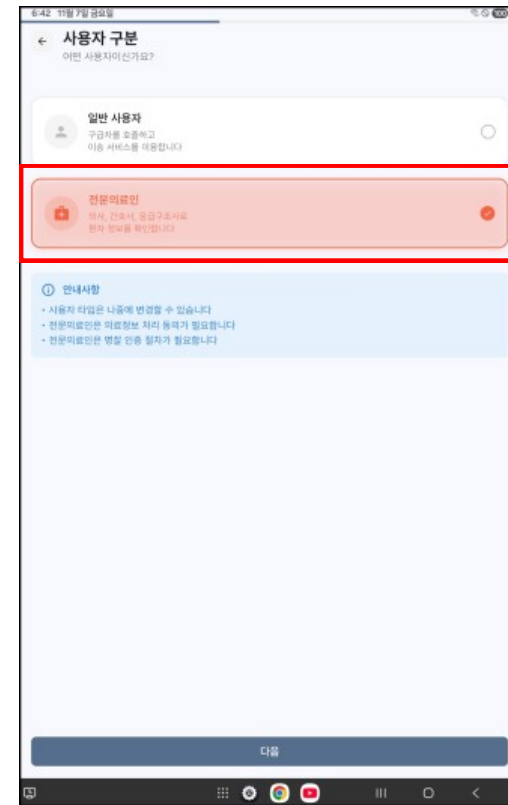 6:42 11월 7일 금요일
사용자 구분
어떤 사용자이신가요?
일반 사용자
구급차를 호출하고
이송 서비스를 이용합니다
전문의료인
의사, 간호사, 응급구조사로
환자 정보를 확인합니다
안내사항
• 사용자 타입은 나중에 변경할 수 있습니다
• 전문의료인은 의료정보 처리 동의가 필요합니다
• 전문의료인은 명찰 인증 절차가 필요합니다
다음